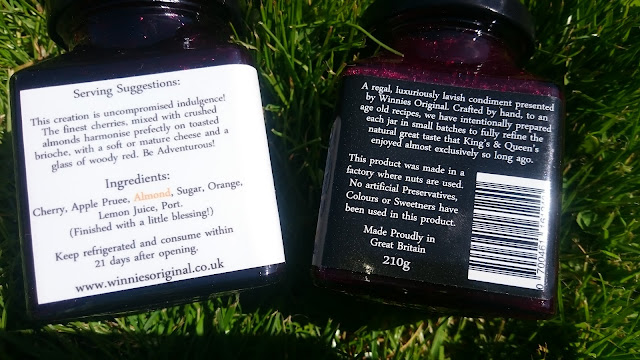 Serving Suggestions:
This creation is uncompromised indulgence!
The finest cherries, mixed with crushed
almonds harmonise prefectly on toasted
brioche, with a soft or mature cheese and a
glass of woody red. Be Adventurous!
Ingredients:
Cherry, Apple Pruee, Almond, Sugar, Orange,
Lemon Juice, Port.
(Finished with a little blessing!)
Keep refrigerated and consume within
21 days after opening.
www.winniesoriginal.co.uk
A regal, luxuriously lavish condiment presented
by Winnies Original. Crafted by hand, to an
age old recipes, we have intentionally prepared
each jar in small batches to fully refine the
natural great taste that King's & Queen's
enjoyed almost exclusively so long ago.
This product was made in a
factory where nuts are used.
No artificial Preservatives,
Colours or Sweetners have
been used in this product.
Made Proudly in
Great Britain
210g